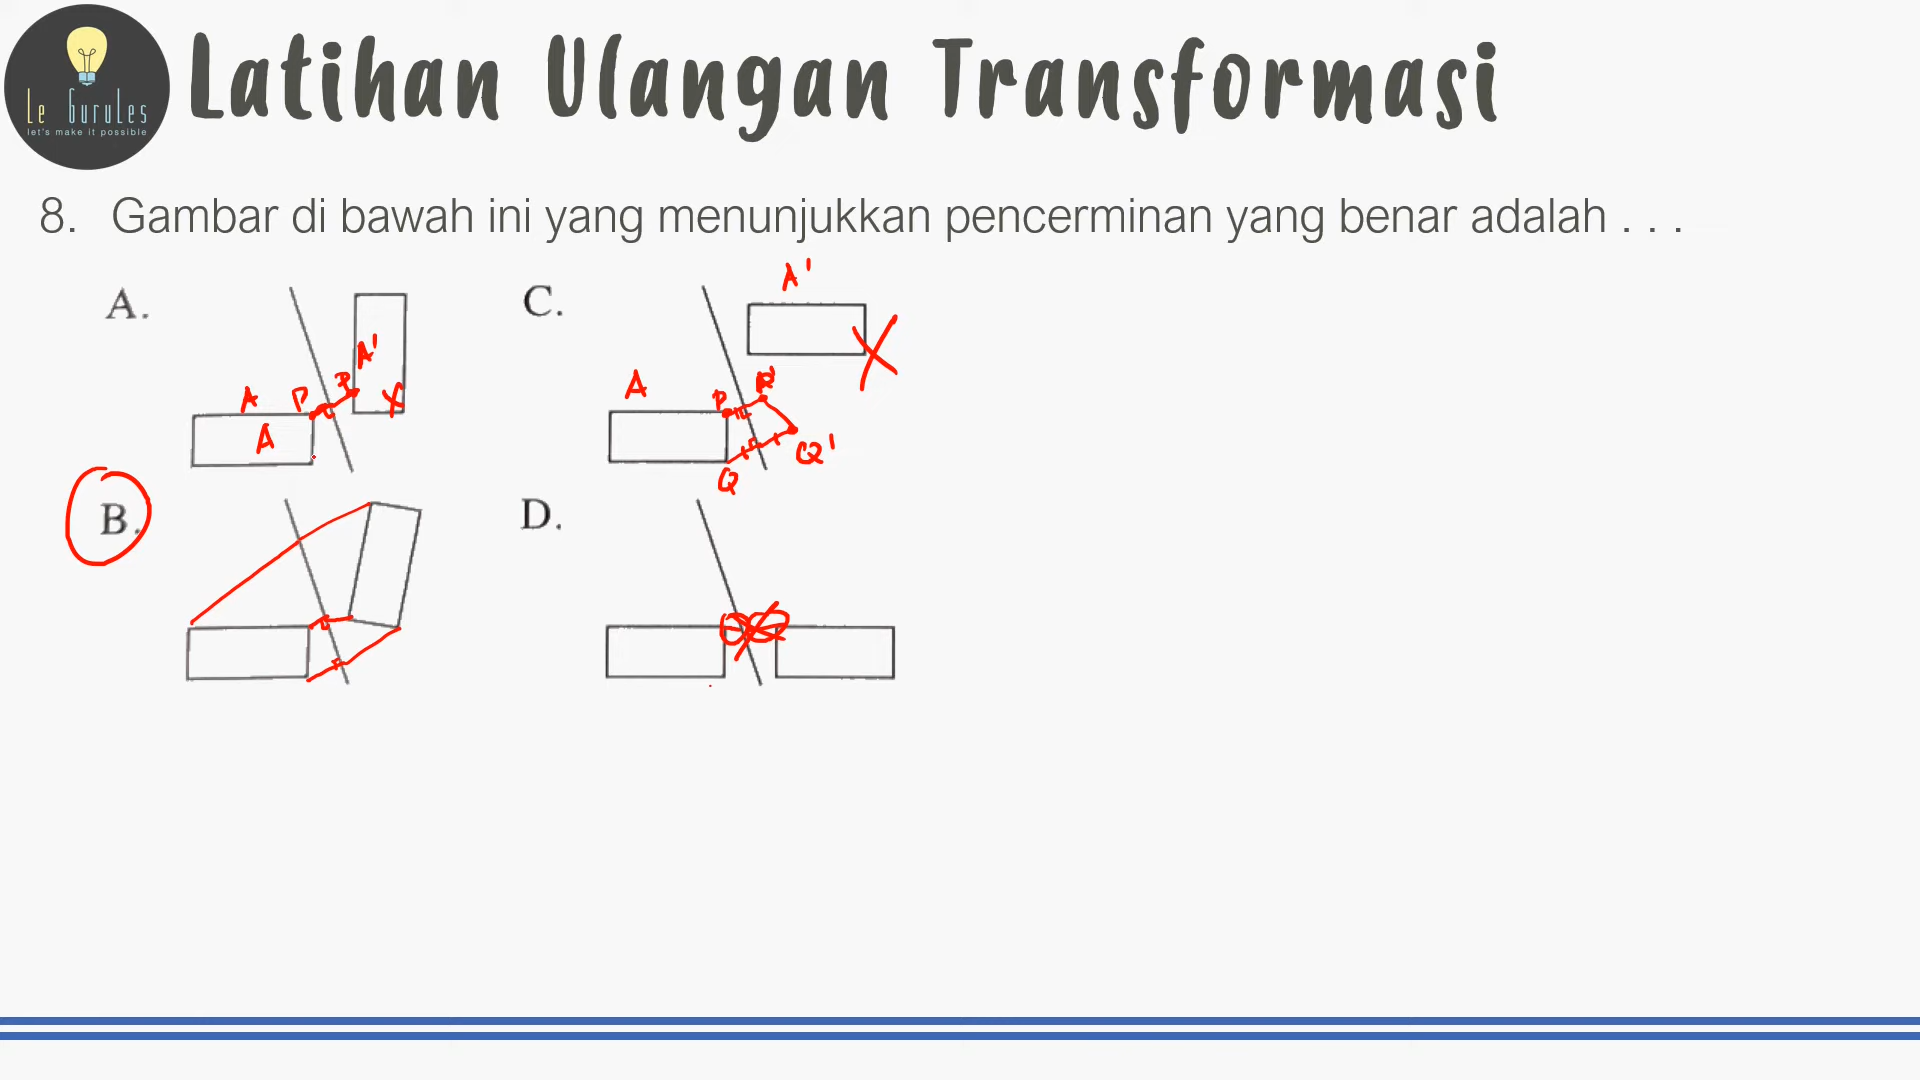 Le GuruLes
let's make it possible
Latihan Ulangan Transformasi
8. Gambar di bawah ini yang menunjukkan pencerminan yang benar adalah . . .
A.
A
P
A'
A
B.
C.
A'
A
P
Q'
Q
D.